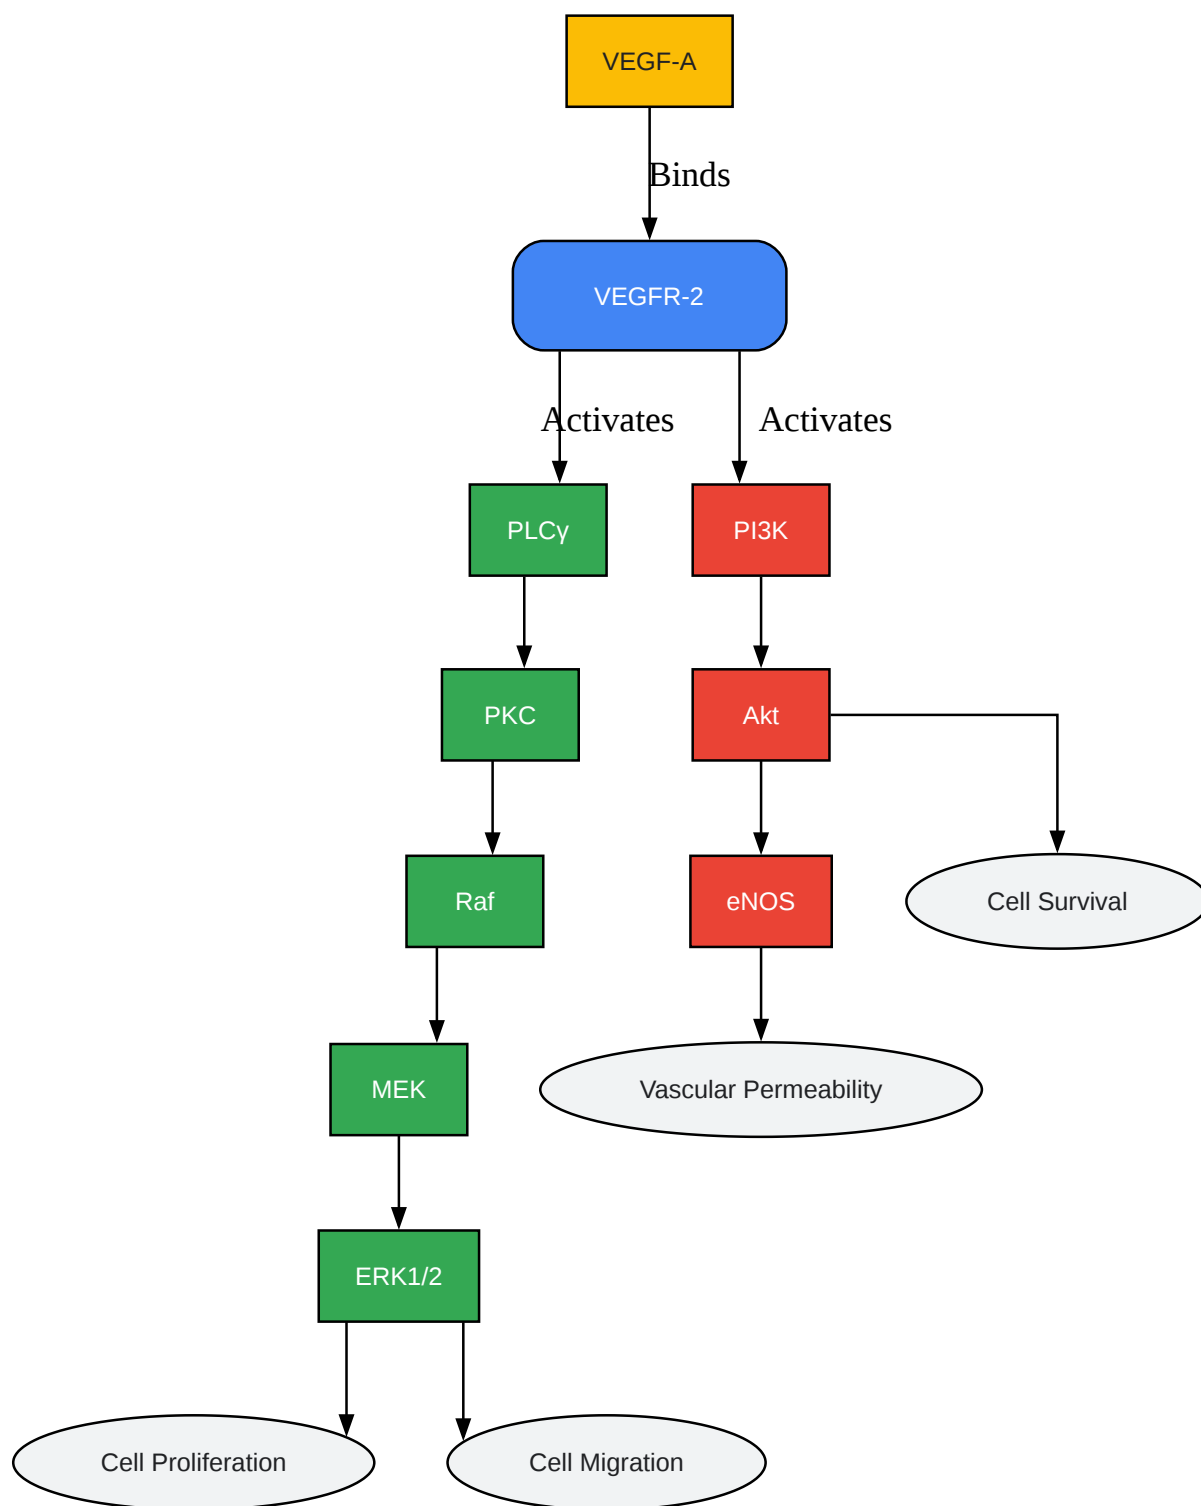 VEGF-A
Binds
VEGFR-2
Activates
Activates
PLCγ
PI3K
PKC
Akt
Raf
eNOS
Cell Survival
MEK
Vascular Permeability
ERK1/2
Cell Proliferation
Cell Migration